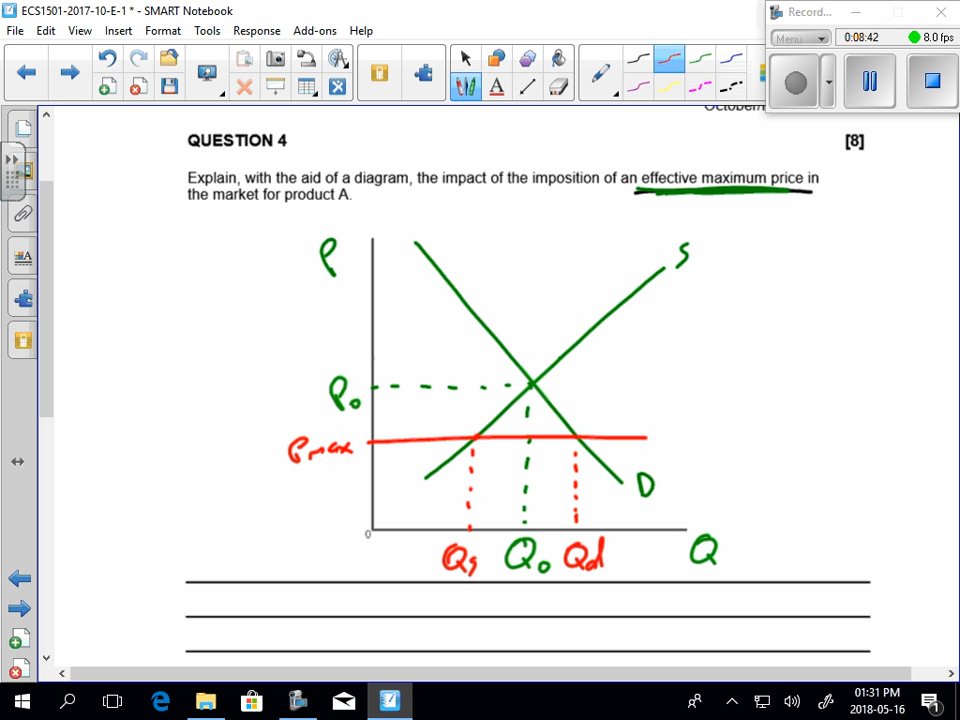 ECS1501-2017-10-E-1 * - SMART Notebook
Record...
File Edit View Insert Format Tools Response Add-ons Help
Menu
0:08:42
8.0 fps
QUESTION 4
[8]
Explain, with the aid of a diagram, the impact of the imposition of an effective maximum price in
the market for product A.
P
S
P₀
Pmax
D
0
Qs
Q₀
Qd
Q
01:31 PM
2018-05-16
1